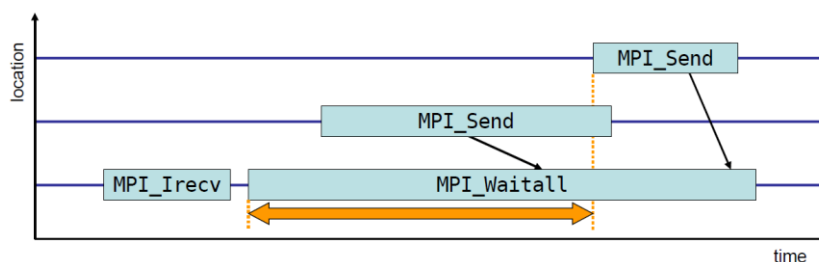 location
MPI_Send
MPI_Send
MPI_Irecv
MPI_Waitall
time